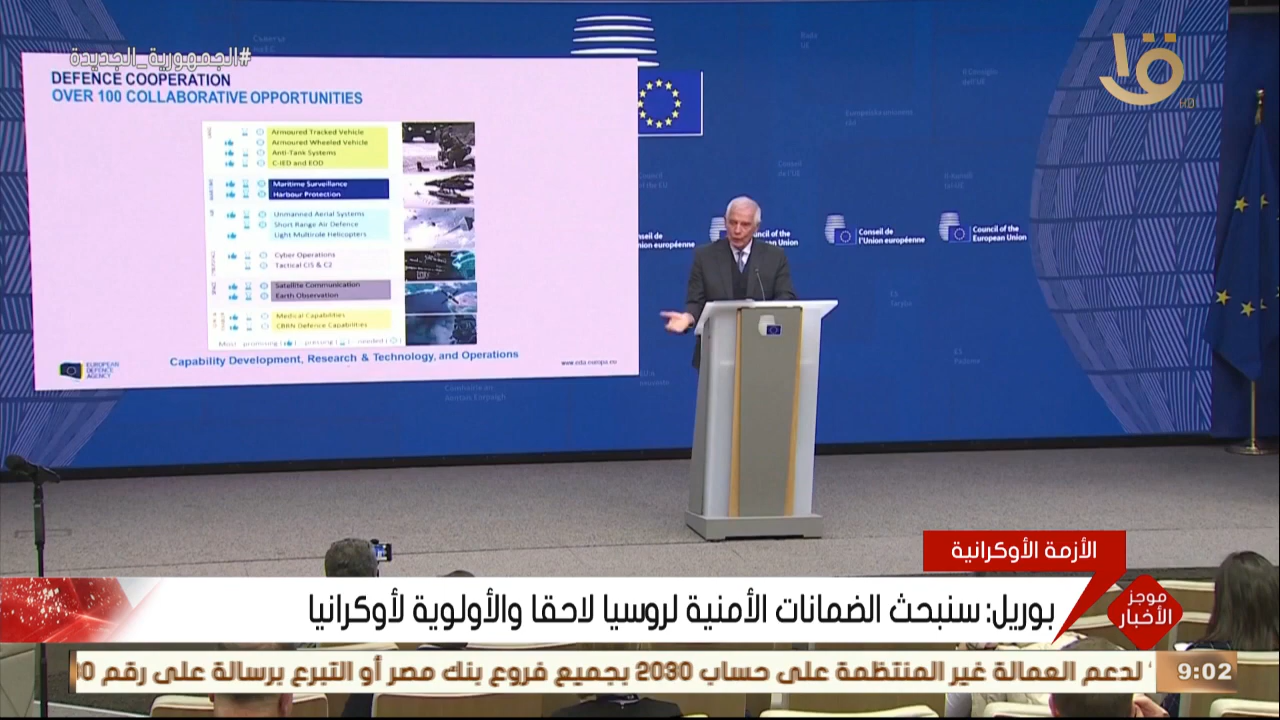 #الجمهورية_الجديدة
DEFENCE COOPERATION
OVER 100 COLLABORATIVE OPPORTUNITIES
Armoured Tracked Vehicle
Armoured Wheeled Vehicle
Anti-Tank Systems
C-IED and EOD
Maritime Surveillance
Harbour Protection
Unmanned Aerial Systems
Short Range Air Defence
Light Multirole Helicopters
Cyber Operations
Tactical CIS & C2
Satellite Communication
Earth Observation
Medical Capabilities
CBRN Defence Capabilities
Most promising ( ) pressing ( ) needed ( )
Capability Development, Research & Technology, and Operations
EUROPEAN
DEFENCE
AGENCY
www.eda.europa.eu
HD
Conseil de
l'Union européenne
Council of the
European Union
الأزمة الأوكرانية
موجز
الأخبار
بوريل: سنبحث الضمانات الأمنية لروسيا لاحقا والأولوية لأوكرانيا
لدعم العمالة غير المنتظمة على حساب 2030 بجميع فروع بنك مصر أو التبرع برسالة على رقم
9:02